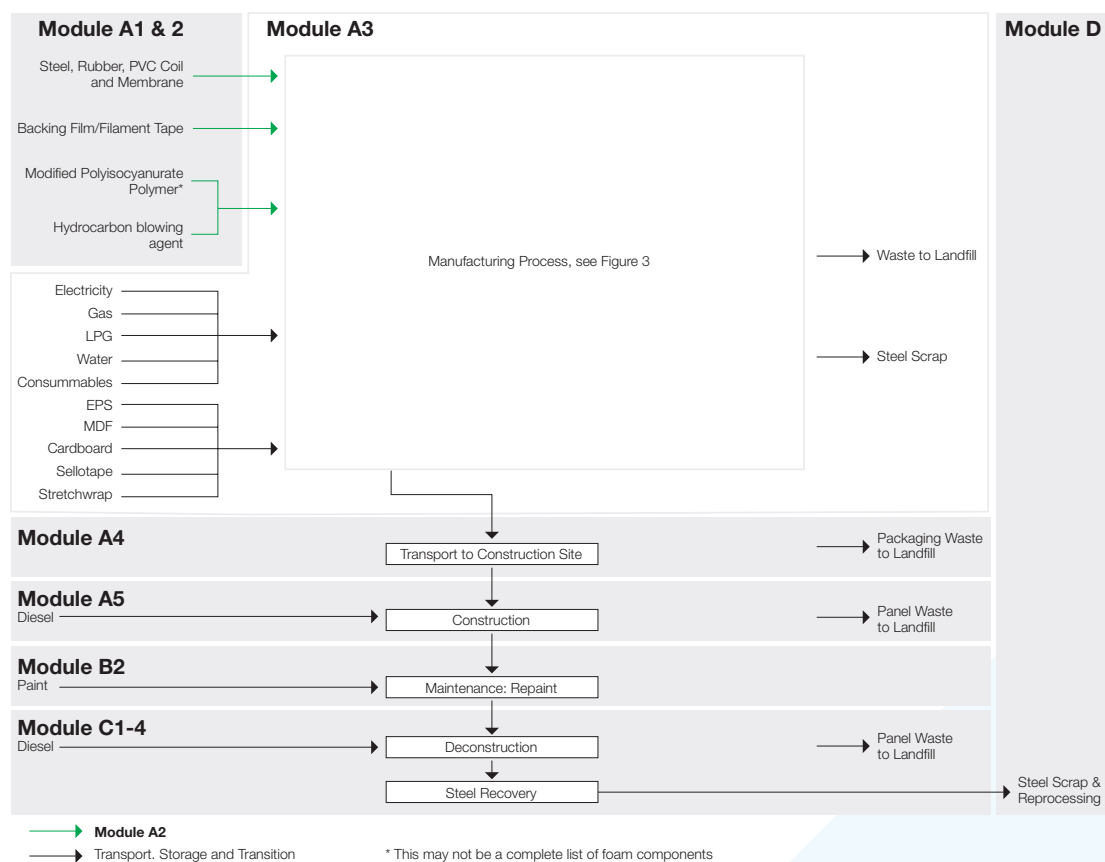 Module A1 & 2
Module A3
Module D
Steel, Rubber, PVC Coil
and Membrane
Backing Film/Filament Tape
Modified Polyisocyanurate
Polymer*
Hydrocarbon blowing
agent
Manufacturing Process, see Figure 3
Waste to Landfill
Steel Scrap
Electricity
Gas
LPG
Water
Consummables
EPS
MDF
Cardboard
Sellotape
Stretchwrap
Module A4
Transport to Construction Site
Packaging Waste
to Landfill
Module A5
Diesel
Construction
Panel Waste
to Landfill
Module B2
Paint
Maintenance: Repaint
Module C1-4
Diesel
Deconstruction
Panel Waste
to Landfill
Steel Recovery
Steel Scrap &
Reprocessing
Module A2
Transport. Storage and Transition
* This may not be a complete list of foam components